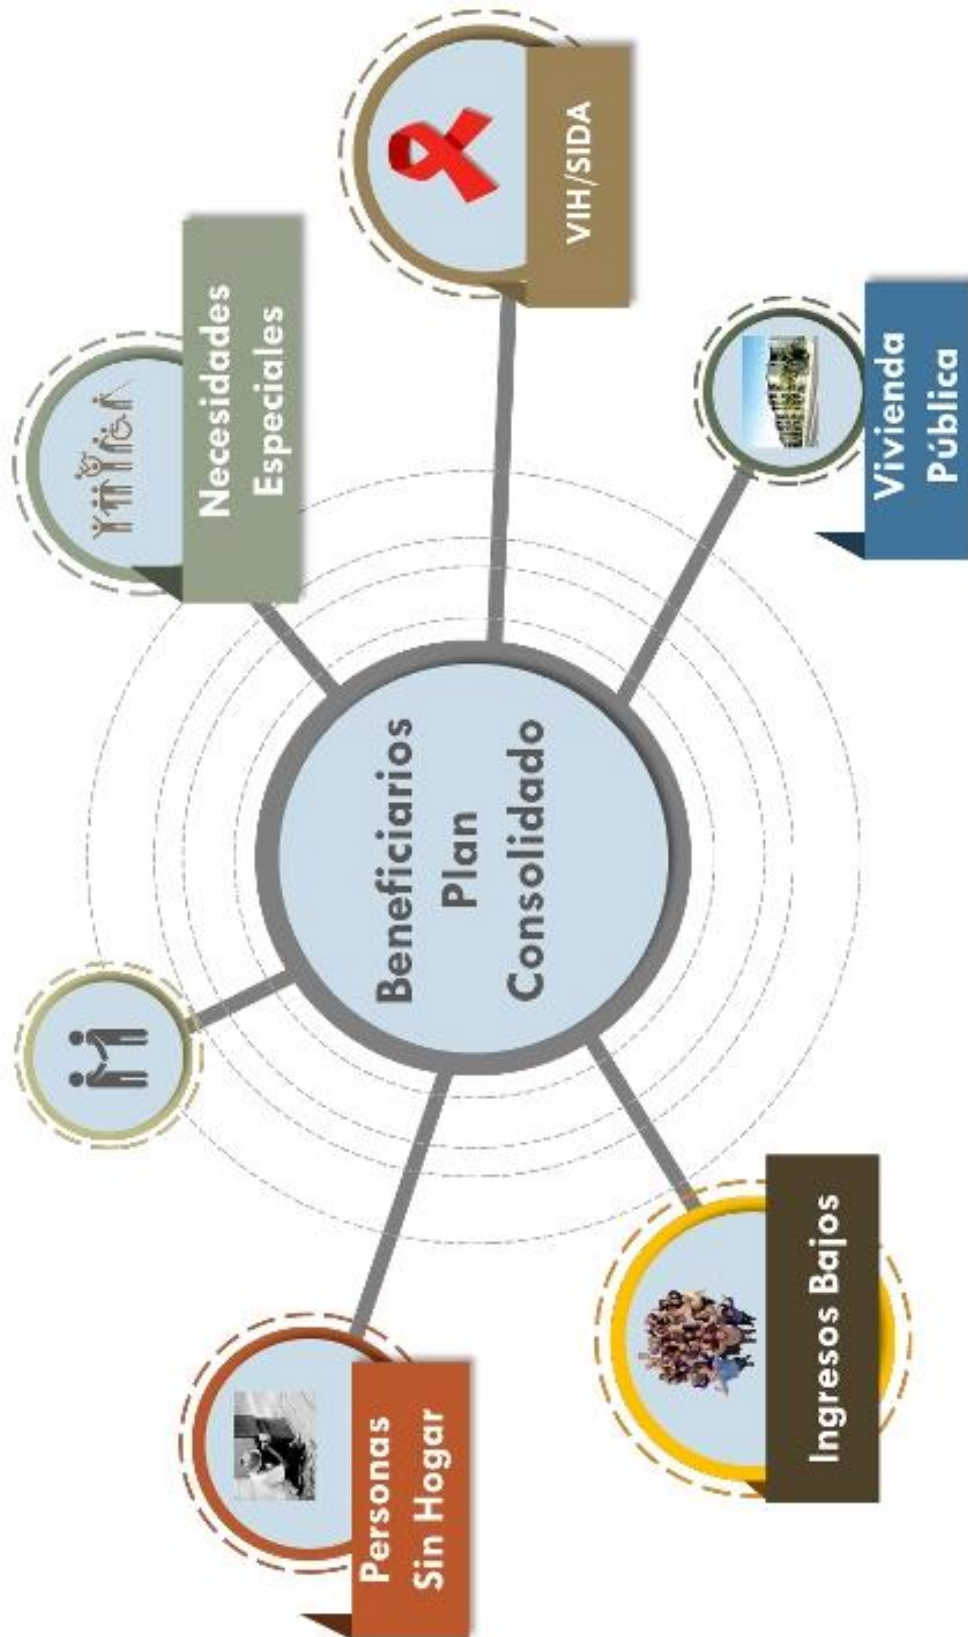 Necesidades
Especiales
VIH/SIDA
Personas
Sin Hogar
Beneficiarios
Plan
Consolidado
Ingresos Bajos
Vivienda
Pública